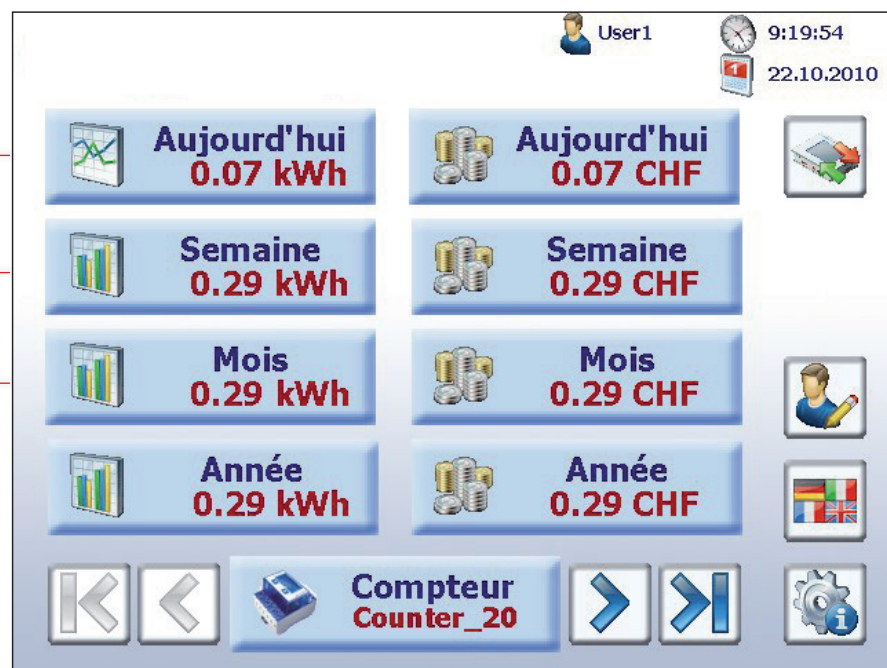 User1
9:19:54
1
22.10.2010
Aujourd'hui
0.07 kWh
Aujourd'hui
0.07 CHF
Semaine
0.29 kWh
Semaine
0.29 CHF
Mois
0.29 kWh
Mois
0.29 CHF
Année
0.29 kWh
Année
0.29 CHF
Compteur
Counter_20
i